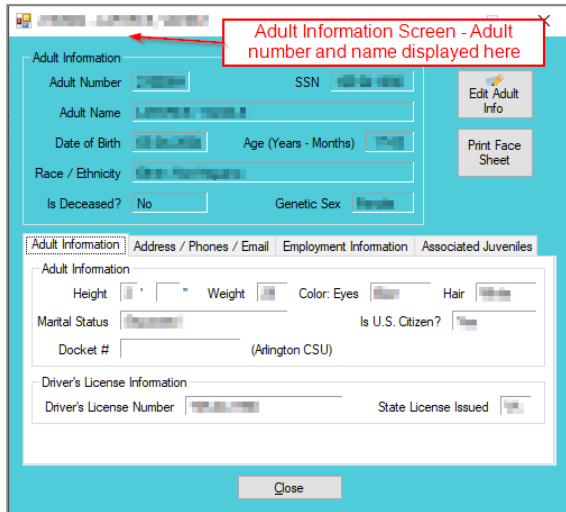 Adult Information Screen - Adult
number and name displayed here
Adult Information
Adult Number SSN
Edit Adult
Info
Adult Name
Date of Birth Age (Years - Months)
Print Face
Sheet
Race / Ethnicity
Is Deceased? No Genetic Sex
Adult Information Address / Phones / Email Employment Information Associated Juveniles
Adult Information
Height ' " Weight Color: Eyes Hair
Marital Status Is U.S. Citizen?
Docket # (Arlington CSU)
Driver's License Information
Driver's License Number State License Issued
Close